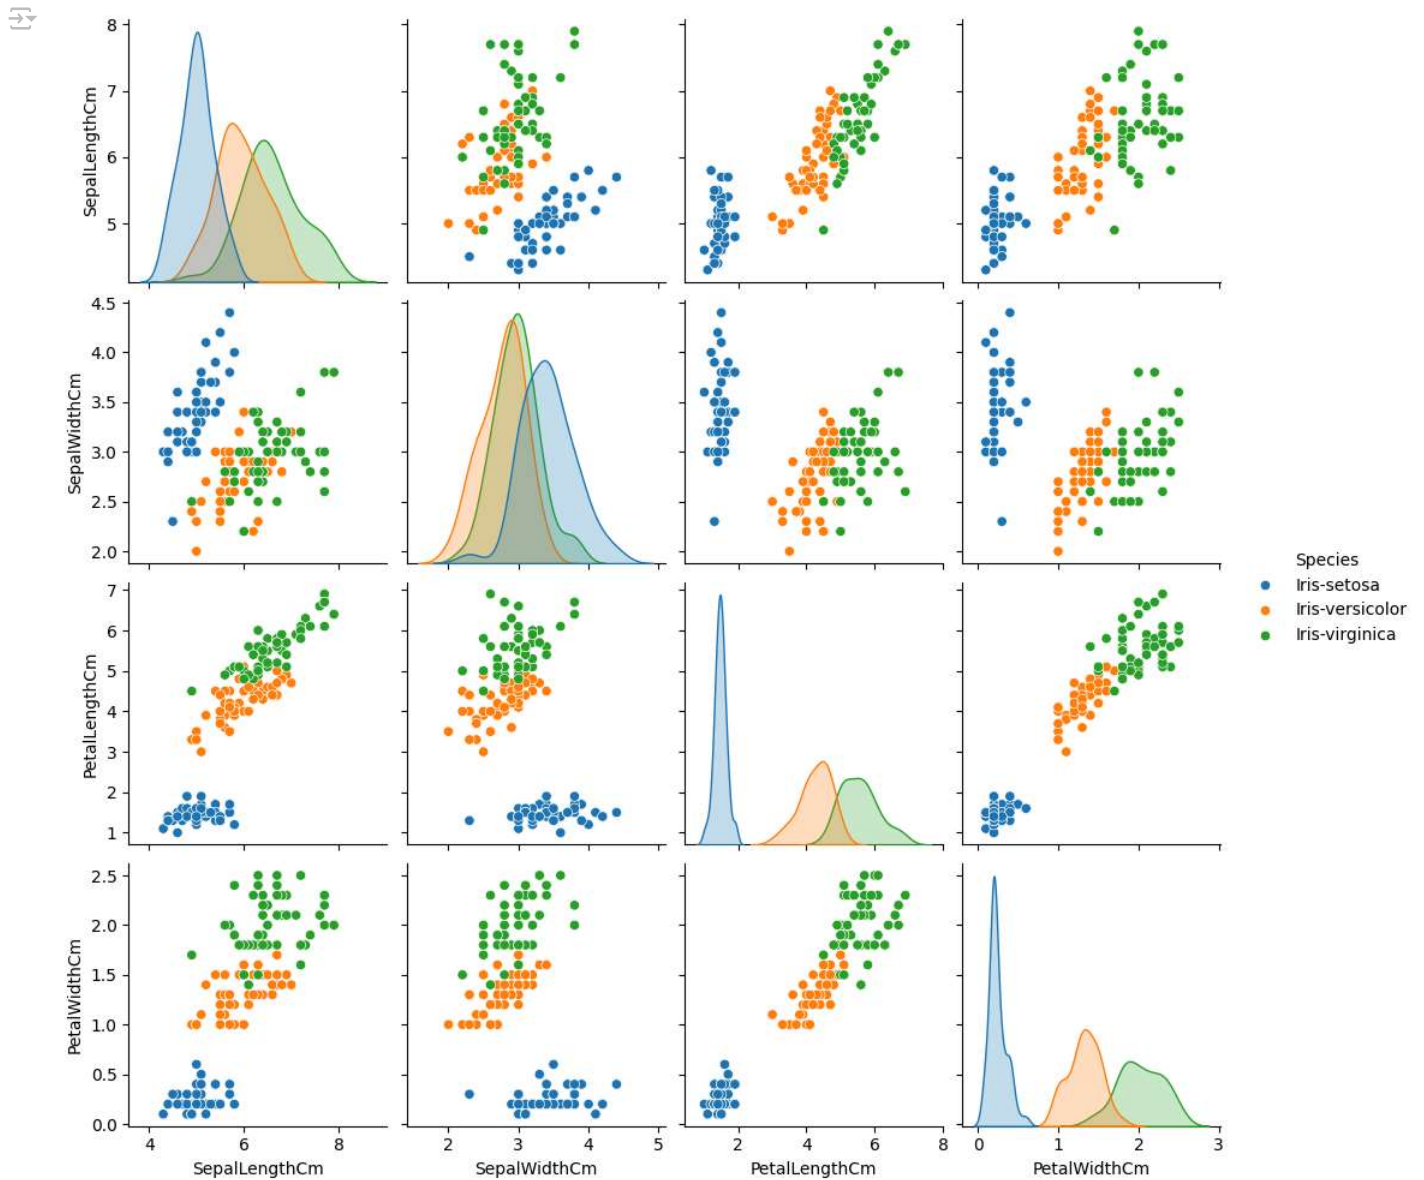 8
7
6
5
SepalLengthCm
4.5
4.0
3.5
3.0
2.5
2.0
SepalWidthCm
Species
Iris-setosa
Iris-versicolor
Iris-virginica
7
6
5
4
3
2
1
PetalLengthCm
2.5
2.0
1.5
1.0
0.5
0.0
PetalWidthCm
4 6 8
2 3 4 5
2 4 6 8
0 1 2 3
SepalLengthCm
SepalWidthCm
PetalLengthCm
PetalWidthCm